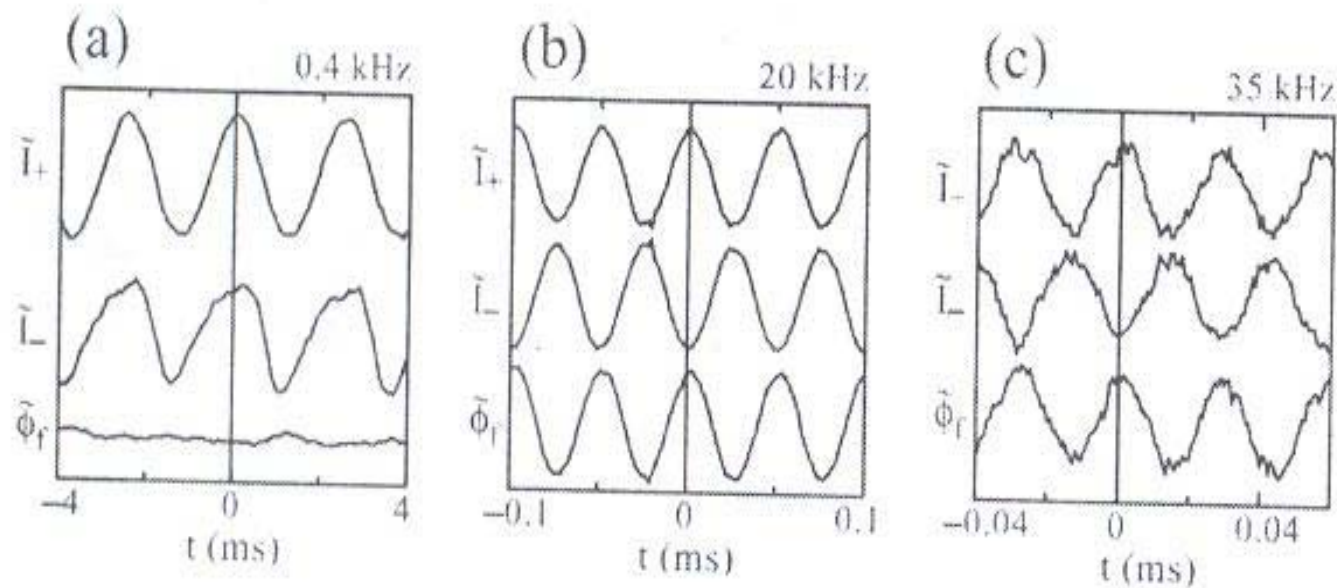 (a)
0.4 kHz
Ĩ₊
Ĩ₋
φ̃f
−4 0 4
t (ms)
(b)
20 kHz
Ĩ₊
Ĩ₋
φ̃f
−0.1 0 0.1
t (ms)
(c)
35 kHz
Ĩ₋
φ̃f
−0.04 0 0.04
t (ms)